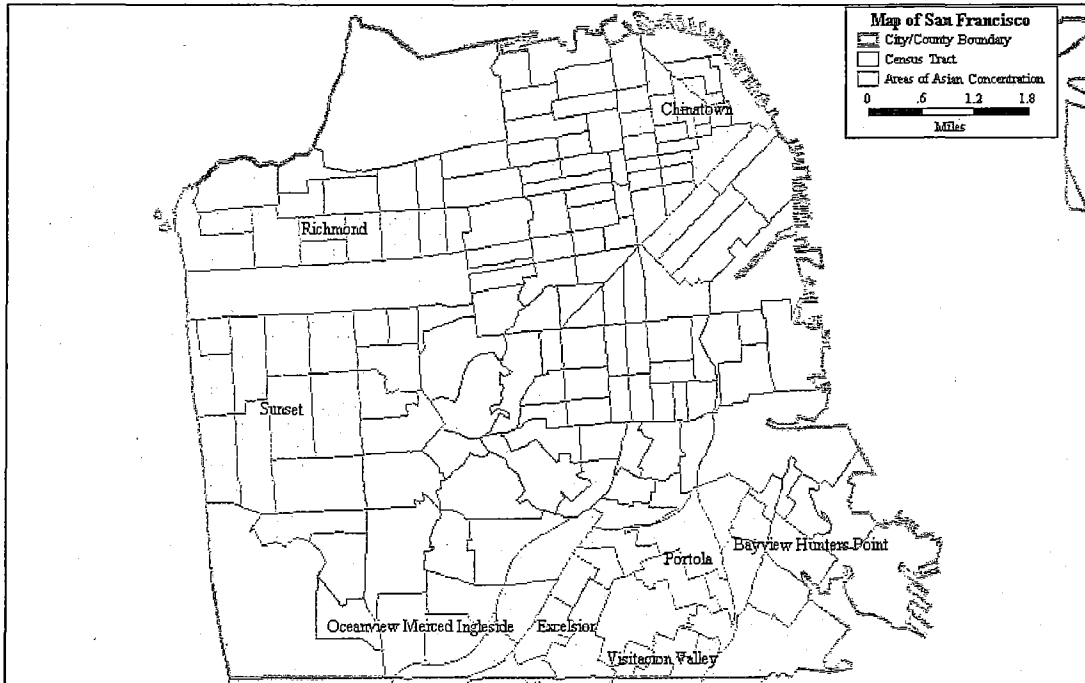 Map of San Francisco
City/County Boundary
Census Tract
Areas of Asian Concentration
0 .6 1.2 1.8
Miles
Chinatown
Richmond
Sunset
Bayview Hunters Point
Portola
Oceanview Merced Ingleside Excelsior
Visitacion Valley